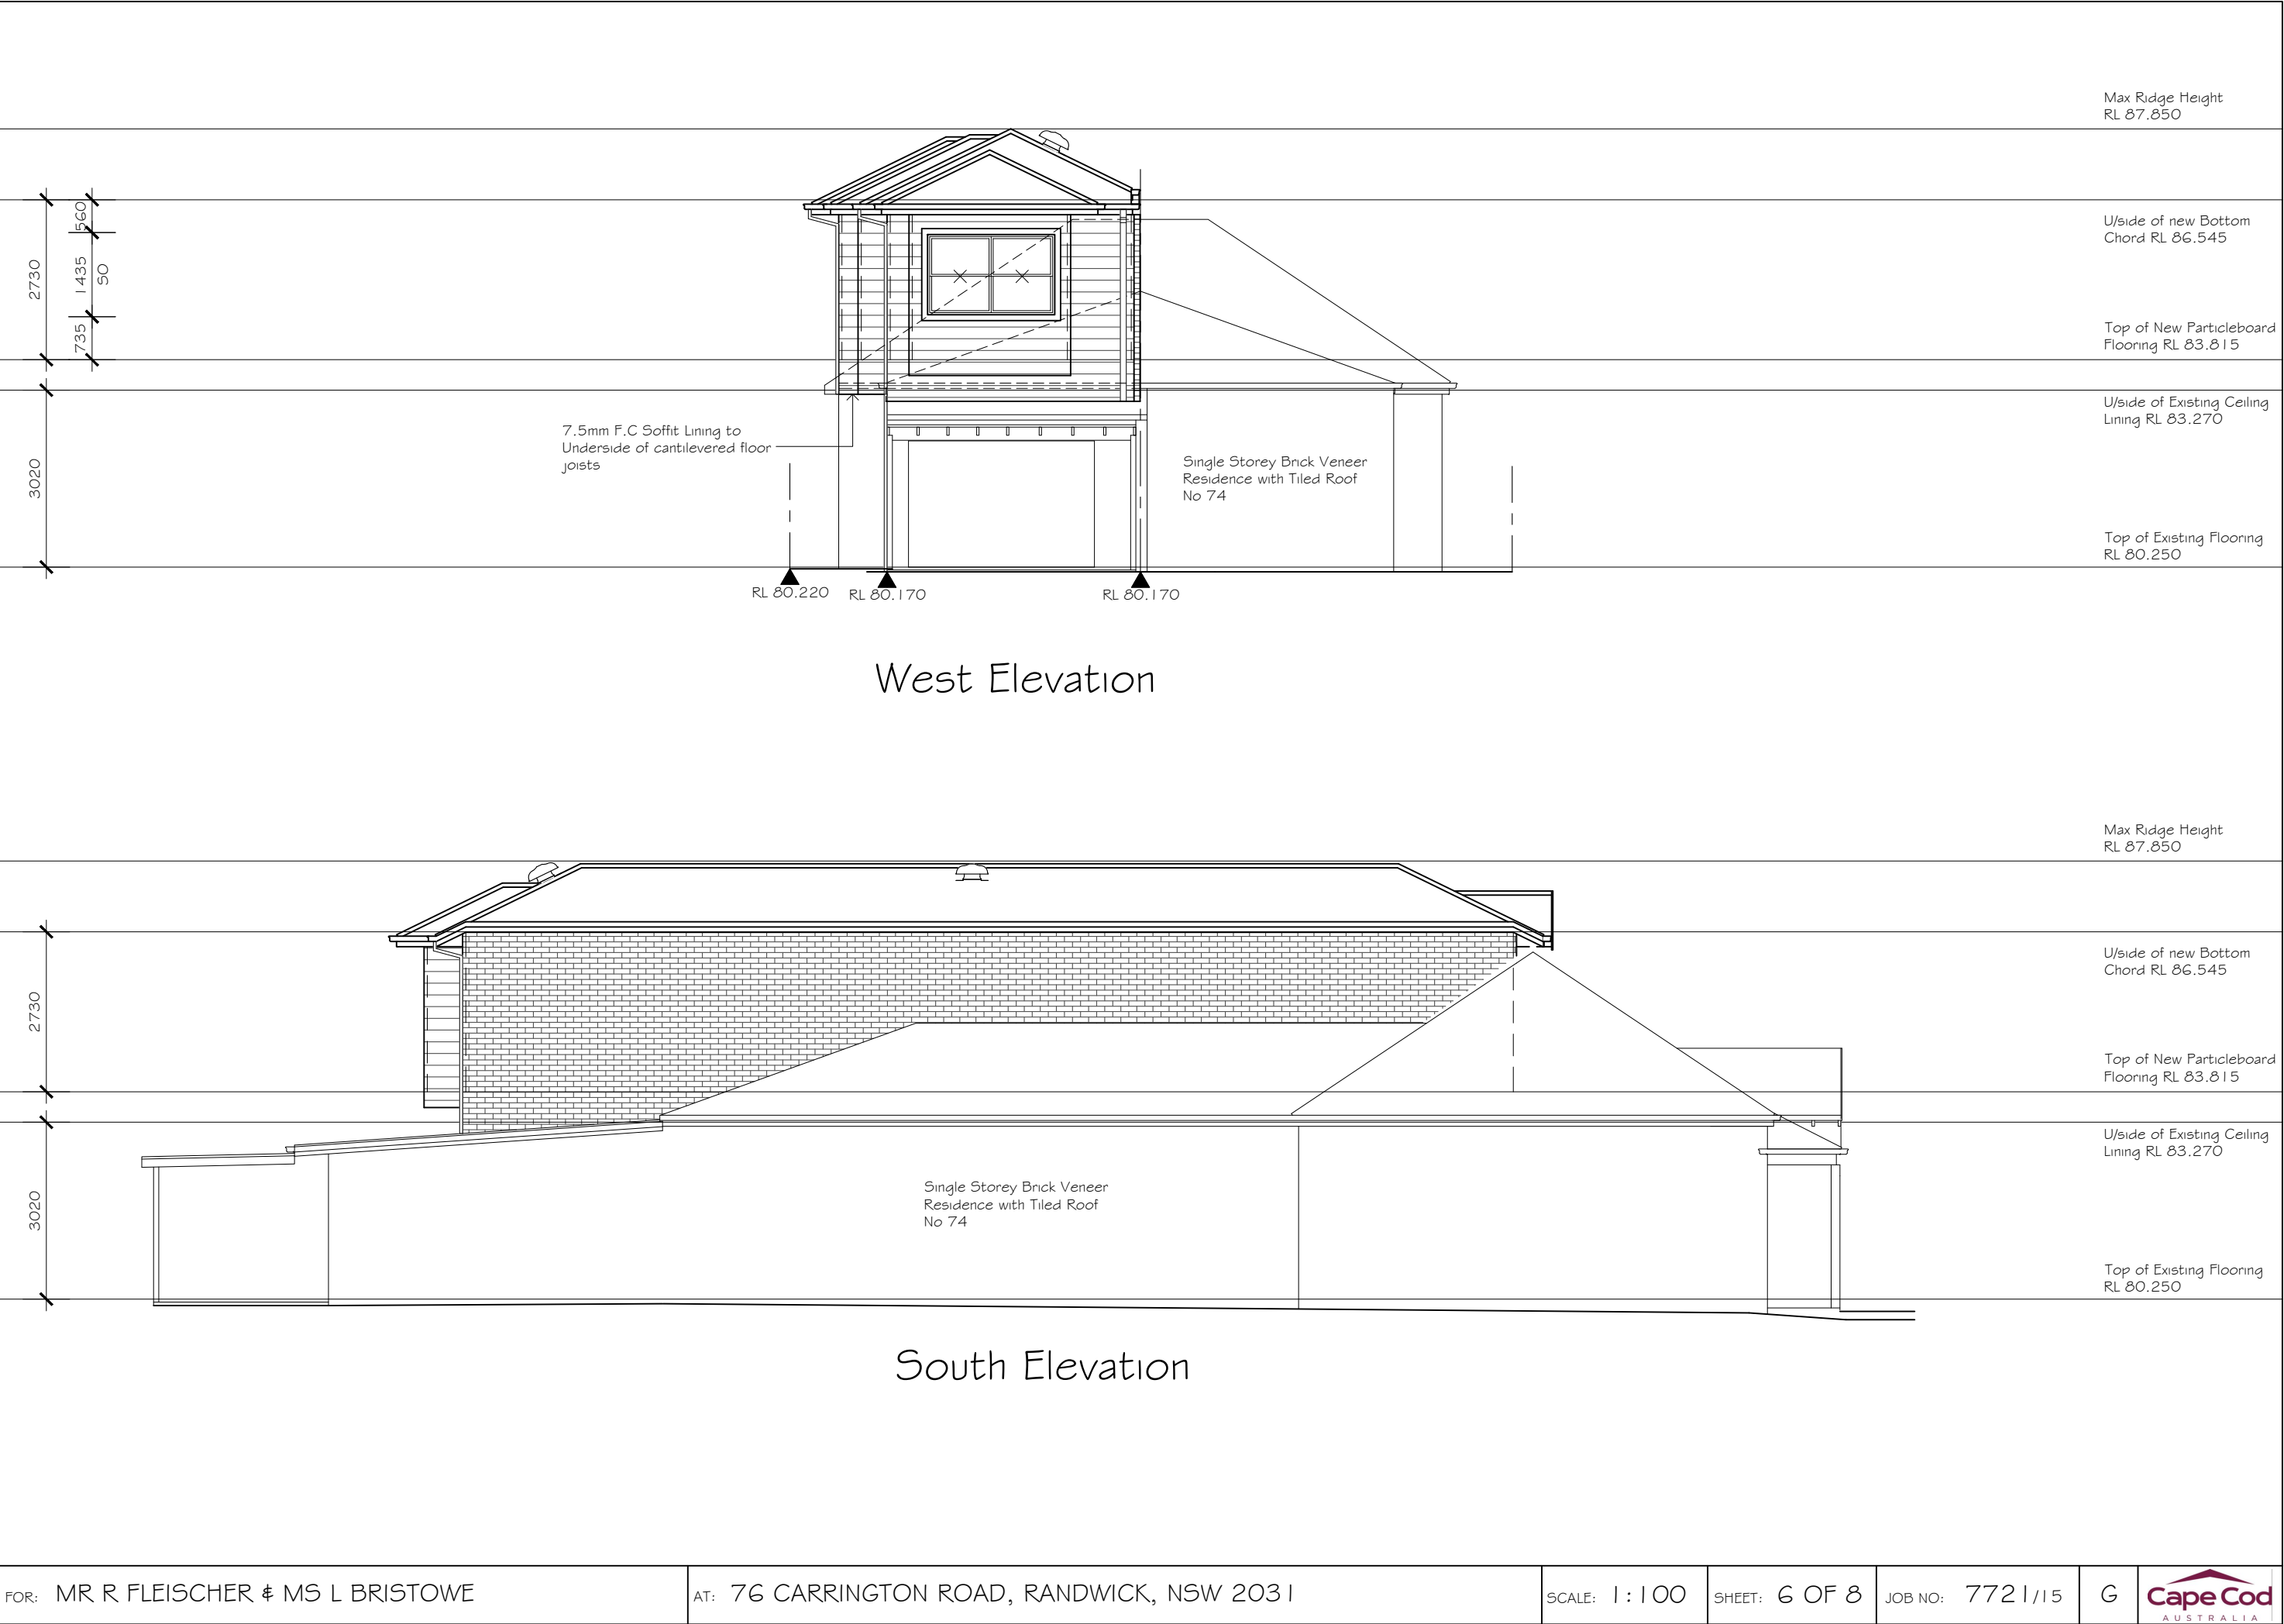 Max Ridge Height
RL 87.850
U/side of new Bottom
Chord RL 86.545
Top of New Particleboard
Flooring RL 83.815
U/side of Existing Ceiling
Lining RL 83.270
Top of Existing Flooring
RL 80.250
2730
560
1435
50
735
3020
7.5mm F.C Soffit Lining to
Underside of cantilevered floor
joists
Single Storey Brick Veneer
Residence with Tiled Roof
No 74
RL 80.220
RL 80.170
RL 80.170
West Elevation
Max Ridge Height
RL 87.850
U/side of new Bottom
Chord RL 86.545
Top of New Particleboard
Flooring RL 83.815
U/side of Existing Ceiling
Lining RL 83.270
Top of Existing Flooring
RL 80.250
2730
3020
Single Storey Brick Veneer
Residence with Tiled Roof
No 74
South Elevation
FOR: MR R FLEISCHER & MS L BRISTOWE
AT: 76 CARRINGTON ROAD, RANDWICK, NSW 2031
SCALE: 1:100
SHEET: 6 OF 8
JOB NO: 7721/15
G
Cape Cod
AUSTRALIA